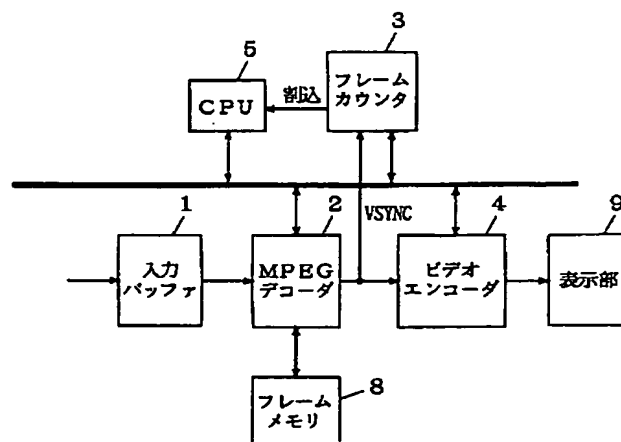 3
5
フレーム
カウンタ
割込
CPU
1
2
VSYNC
4
9
入力
バッファ
MPEG
デコーダ
ビデオ
エンコーダ
表示部
8
フレーム
メモリ